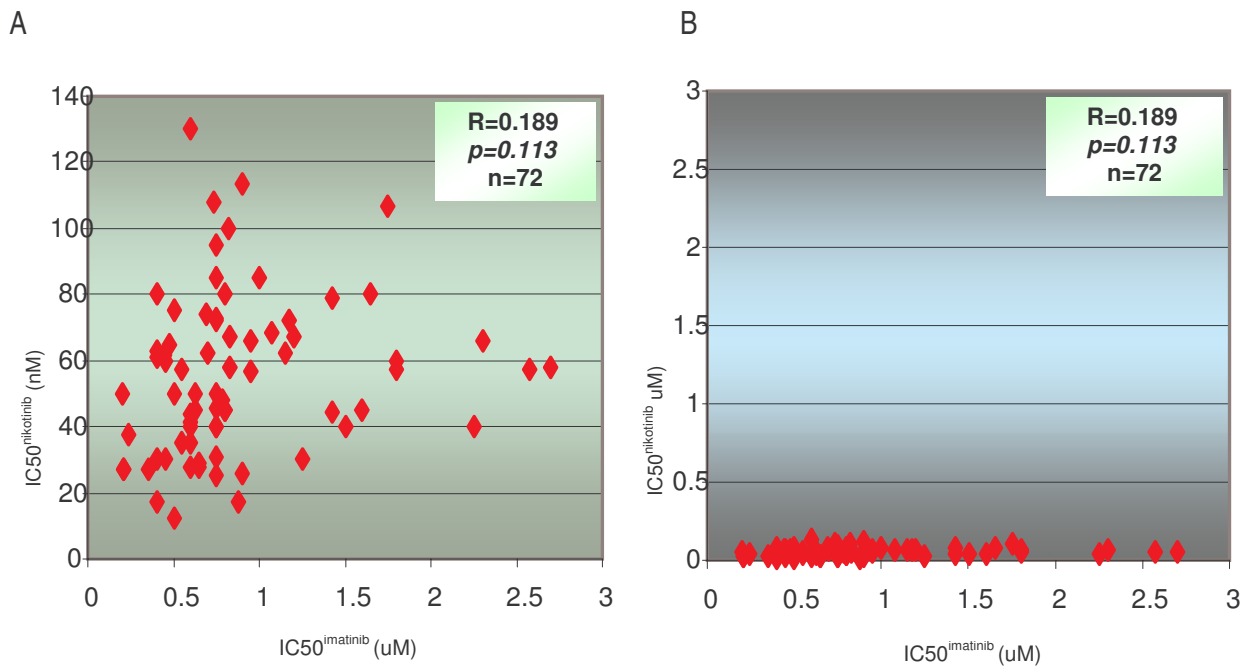 A
B
140
120
100
80
60
40
20
0
IC50nikotinib (nM)
R=0.189
p=0.113
n=72
0 0.5 1 1.5 2 2.5 3
IC50imatinib (uM)
3
2.5
2
1.5
1
0.5
0
IC50nikotinib uM)
R=0.189
p=0.113
n=72
0 0.5 1 1.5 2 2.5 3
IC50imatinib (uM)